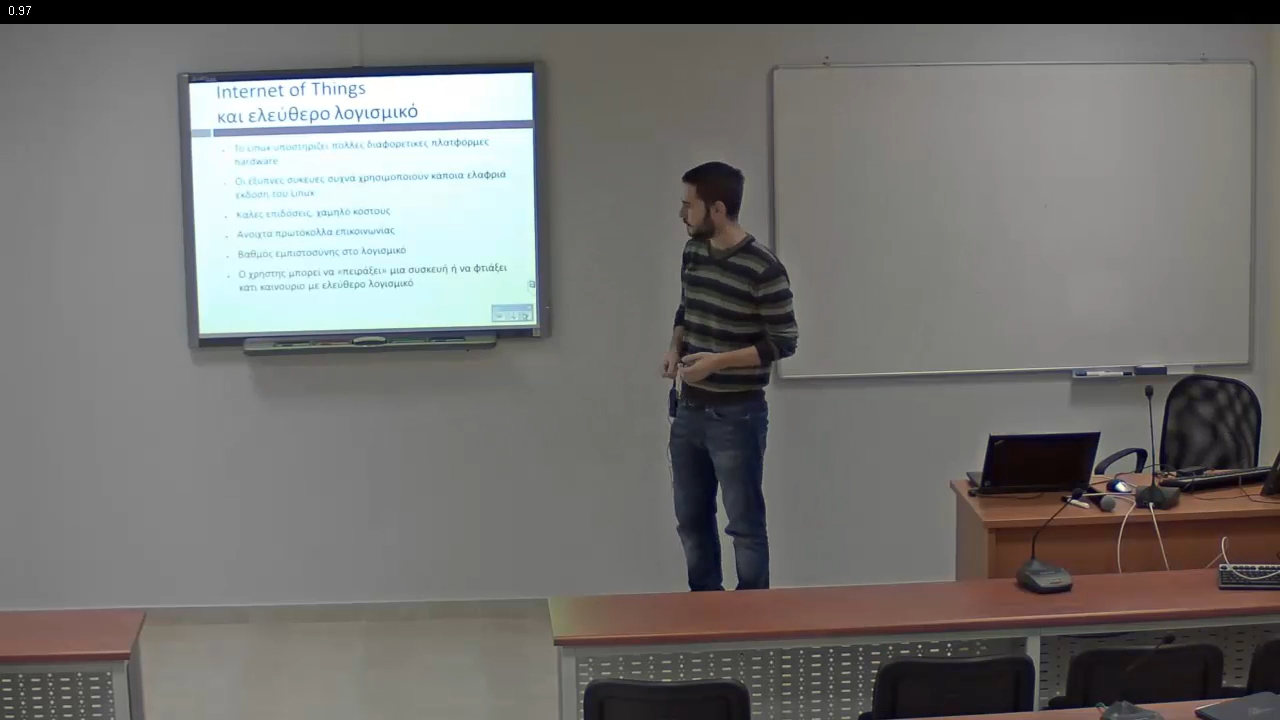 0.97
Internet of Things
και ελεύθερο λογισμικό
Το Linux υποστηρίζει πολλές διαφορετικές πλατφόρμες
hardware
Οι έξυπνες συσκευές συχνά χρησιμοποιούν κάποια ελαφριά
έκδοση του Linux
Καλές επιδόσεις, χαμηλό κόστους
Ανοιχτά πρωτόκολλα επικοινωνίας
Βαθμός εμπιστοσύνης στο λογισμικό
Ο χρήστης μπορεί να «πειράξει» μια συσκευή ή να φτιάξει
κάτι καινούριο με ελεύθερο λογισμικό